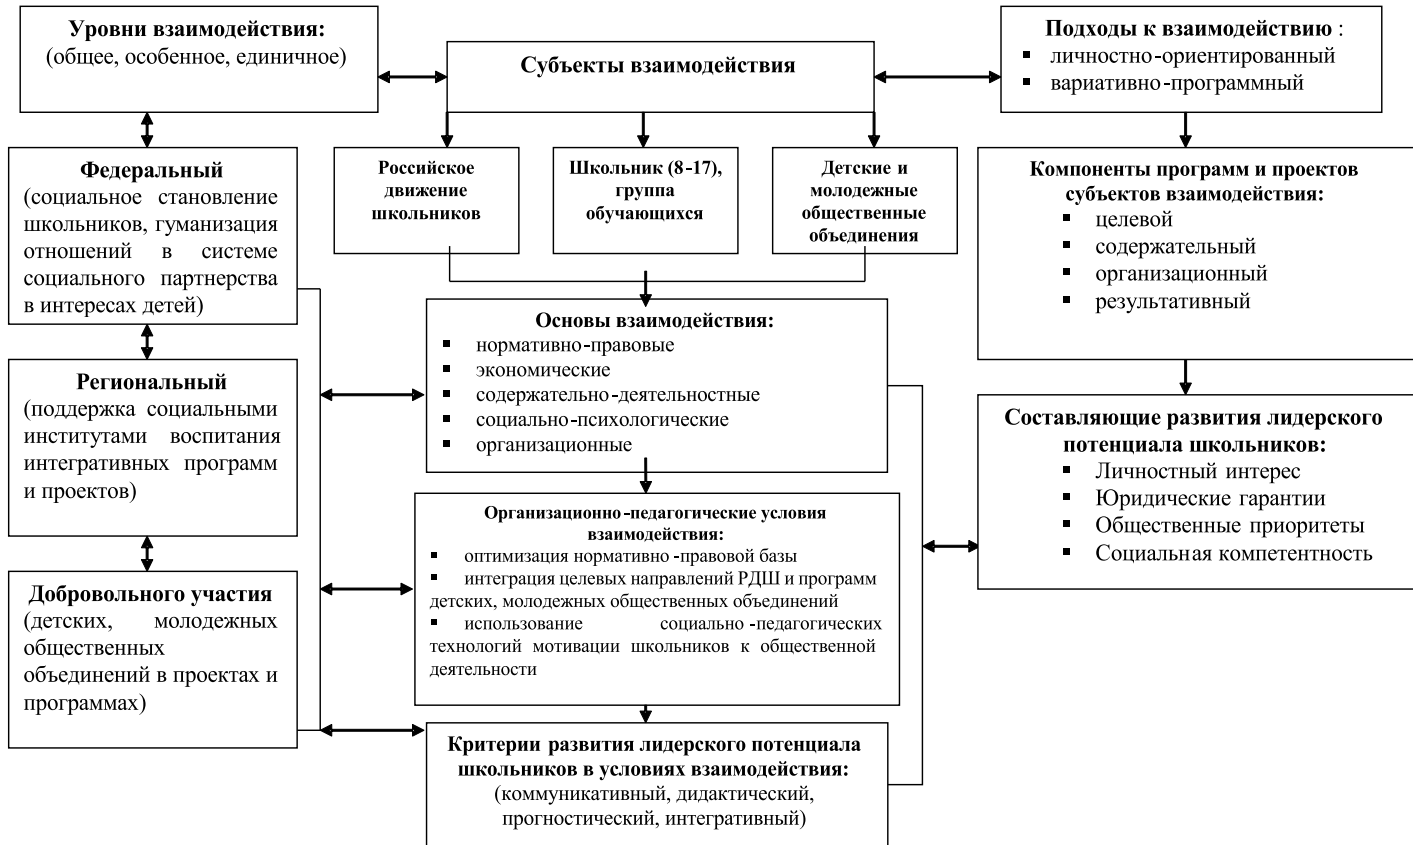 Уровни взаимодействия:
(общее, особенное, единичное)
Субъекты взаимодействия
Подходы к взаимодействию :
▪ личностно-ориентированный
▪ вариативно-программный
Федеральный
(социальное становление
школьников, гуманизация
отношений в системе
социального партнерства
в интересах детей)
Региональный
(поддержка социальными
институтами воспитания
интегративных программ
и проектов)
Добровольного участия
(детских, молодежных
общественных
объединений в проектах и
программах)
Российское
движение
школьников
Школьник (8-17),
группа
обучающихся
Детские и
молодежные
общественные
объединения
Основы взаимодействия:
▪ нормативно-правовые
▪ экономические
▪ содержательно-деятельностные
▪ социально-психологические
▪ организационные
Организационно-педагогические условия
взаимодействия:
▪ оптимизация нормативно-правовой базы
▪ интеграция целевых направлений РДШ и программ
детских, молодежных общественных объединений
▪ использование социально-педагогических
технологий мотивации школьников к общественной
деятельности
Критерии развития лидерского потенциала
школьников в условиях взаимодействия:
(коммуникативный, дидактический,
прогностический, интегративный)
Компоненты программ и проектов
субъектов взаимодействия:
▪ целевой
▪ содержательный
▪ организационный
▪ результативный
Составляющие развития лидерского
потенциала школьников:
▪ Личностный интерес
▪ Юридические гарантии
▪ Общественные приоритеты
▪ Социальная компетентность